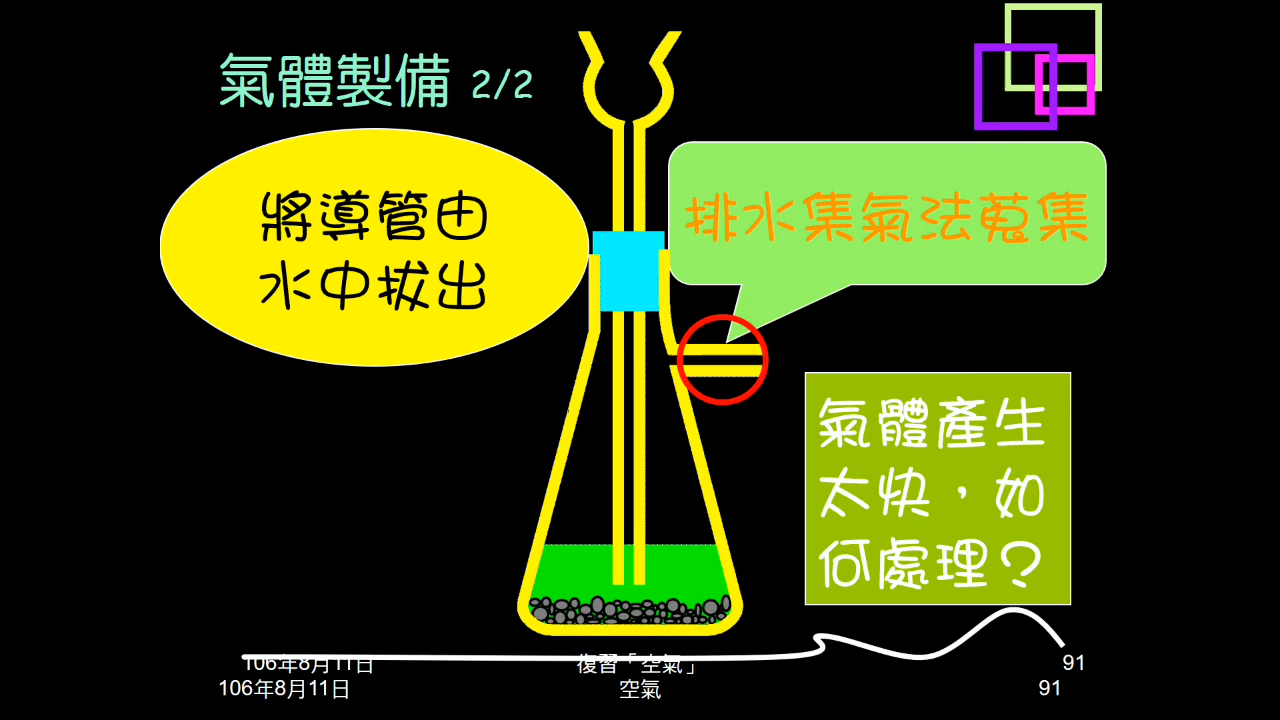 氣體製備 2/2
將導管由
水中拔出
排水集氣法蒐集
氣體產生
太快，如
何處理？
106年8月11日
復習「空氣」
91
106年8月11日
空氣
91